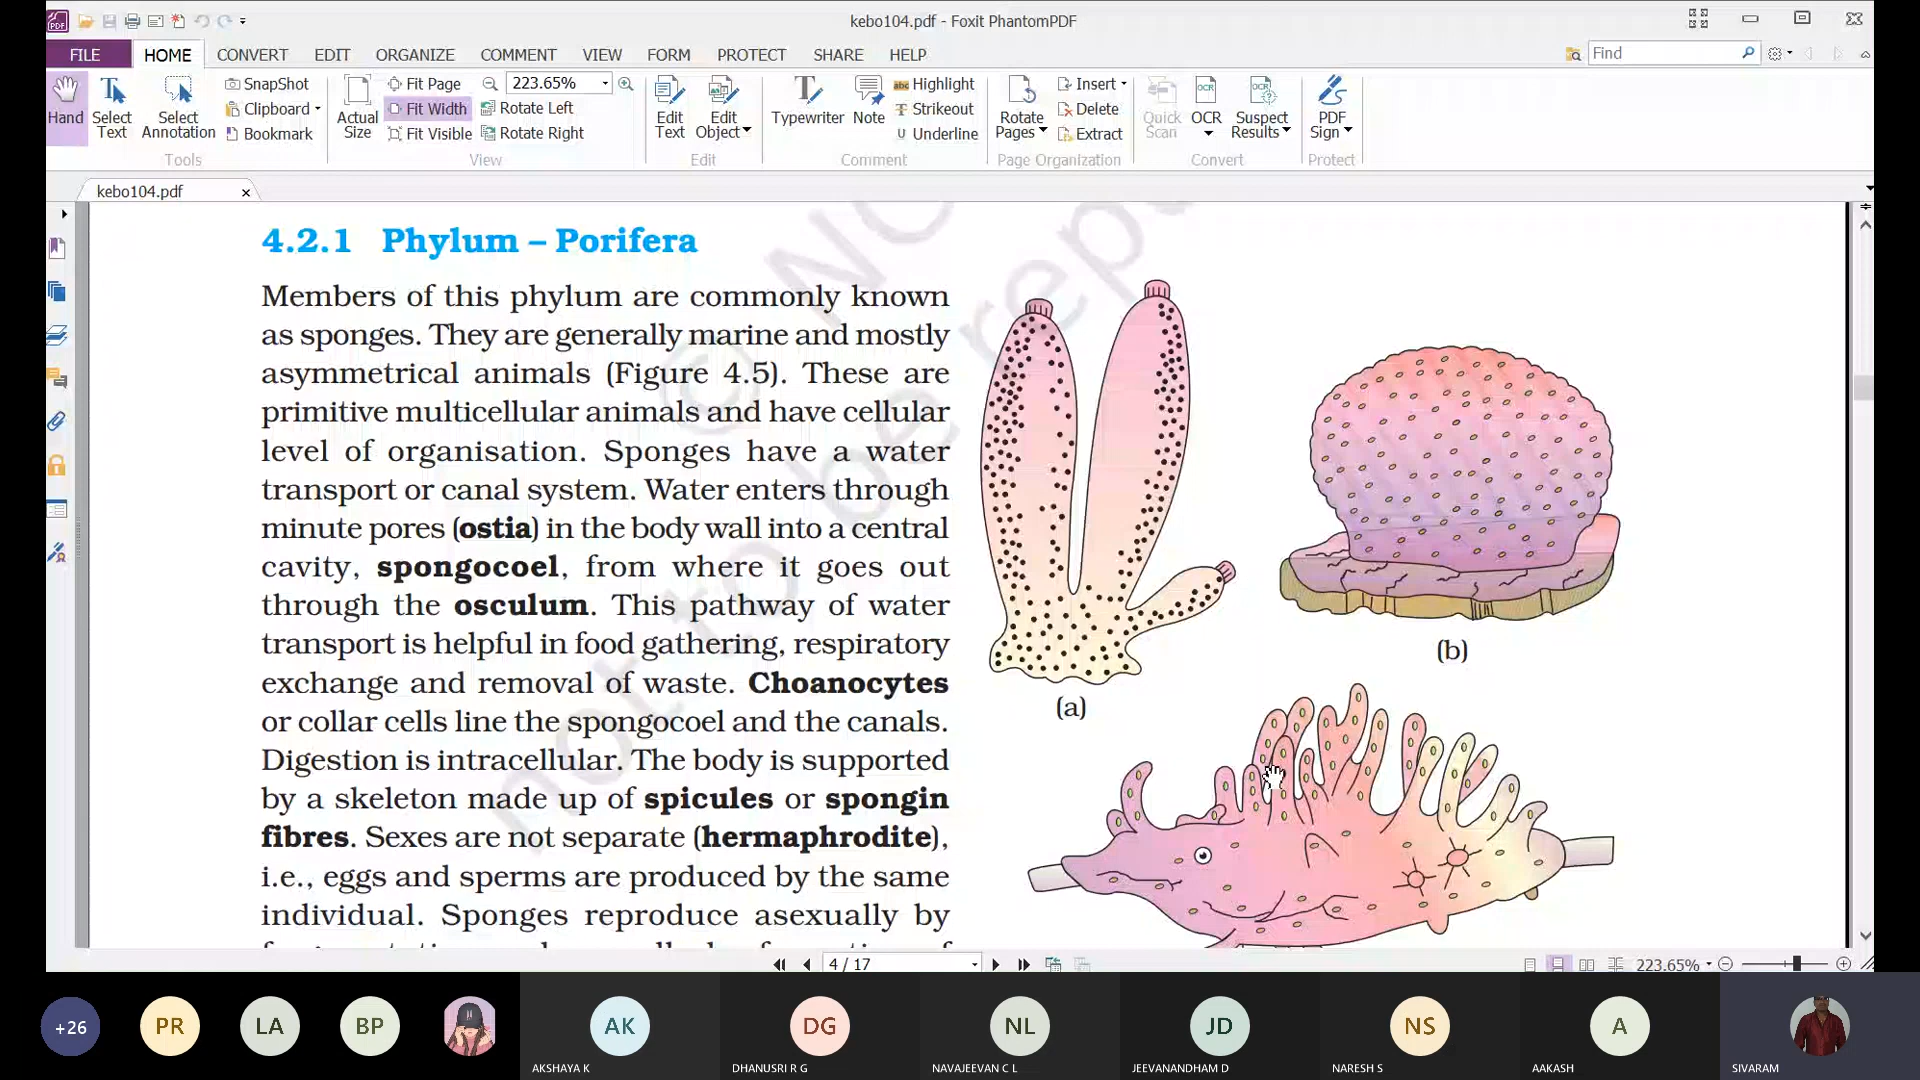 kebo104.pdf - Foxit PhantomPDF
FILE HOME CONVERT EDIT ORGANIZE COMMENT VIEW FORM PROTECT SHARE HELP
Find
Hand
Select Text
Select Annotation
SnapShot
Clipboard
Bookmark
Tools
Actual Size
Fit Page
Fit Width
Fit Visible
223.65%
Rotate Left
Rotate Right
View
Edit Text
Edit Object
Edit
Typewriter
Note
Highlight
Strikeout
Underline
Comment
Rotate Pages
Insert
Delete
Extract
Page Organization
Quick Scan
OCR
Suspect Results
Convert
PDF Sign
Protect
kebo104.pdf
4.2.1 Phylum – Porifera
Members of this phylum are commonly known
as sponges. They are generally marine and mostly
asymmetrical animals (Figure 4.5). These are
primitive multicellular animals and have cellular
level of organisation. Sponges have a water
transport or canal system. Water enters through
minute pores (ostia) in the body wall into a central
cavity, spongocoel, from where it goes out
through the osculum. This pathway of water
transport is helpful in food gathering, respiratory
exchange and removal of waste. Choanocytes
or collar cells line the spongocoel and the canals.
Digestion is intracellular. The body is supported
by a skeleton made up of spicules or spongin
fibres. Sexes are not separate (hermaphrodite),
i.e., eggs and sperms are produced by the same
individual. Sponges reproduce asexually by
(a)
(b)
not to be rep
4 / 17
223.65%
+26
PR
LA
BP
AK
DG
NL
JD
NS
A
AKSHAYA K
DHANUSRI R G
NAVAJEEVAN C L
JEEVANANDHAM D
NARESH S
AAKASH
SIVARAM